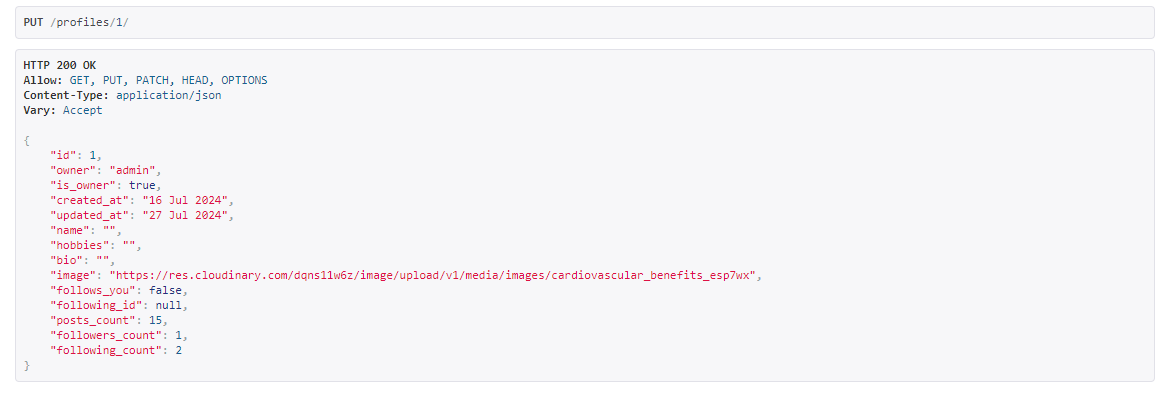 PUT /profiles/1/
HTTP 200 OK
Allow: GET, PUT, PATCH, HEAD, OPTIONS
Content-Type: application/json
Vary: Accept
{
    "id": 1,
    "owner": "admin",
    "is_owner": true,
    "created_at": "16 Jul 2024",
    "updated_at": "27 Jul 2024",
    "name": "",
    "hobbies": "",
    "bio": "",
    "image": "https://res.cloudinary.com/dqns11w6z/image/upload/v1/media/images/cardiovascular_benefits_esp7wx",
    "follows_you": false,
    "following_id": null,
    "posts_count": 15,
    "followers_count": 1,
    "following_count": 2
}